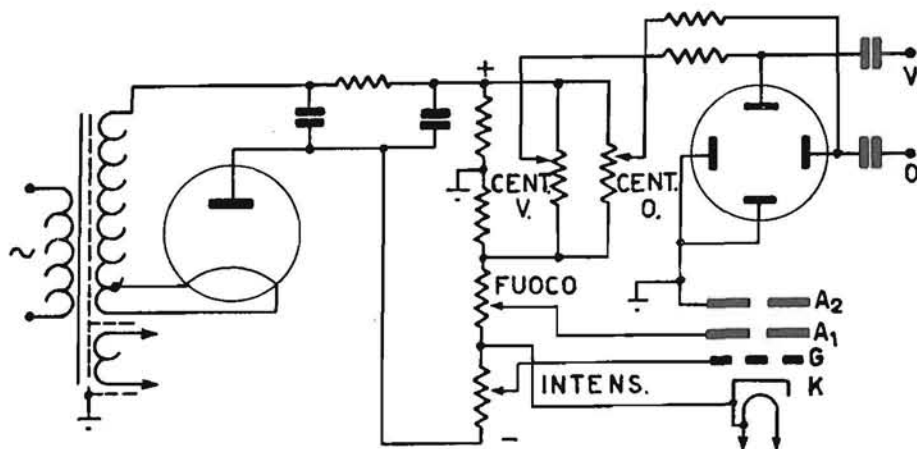 +
V
~
CENT. V.
CENT. O.
O
FUOCO
A2
A1
G
INTENS.
K
-